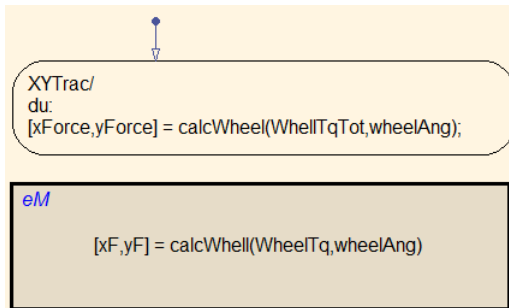 XYTrac/
du:
[xForce,yForce] = calcWheel(WhellTqTot,wheelAng);
eM
[xF,yF] = calcWhell(WheelTq,wheelAng)